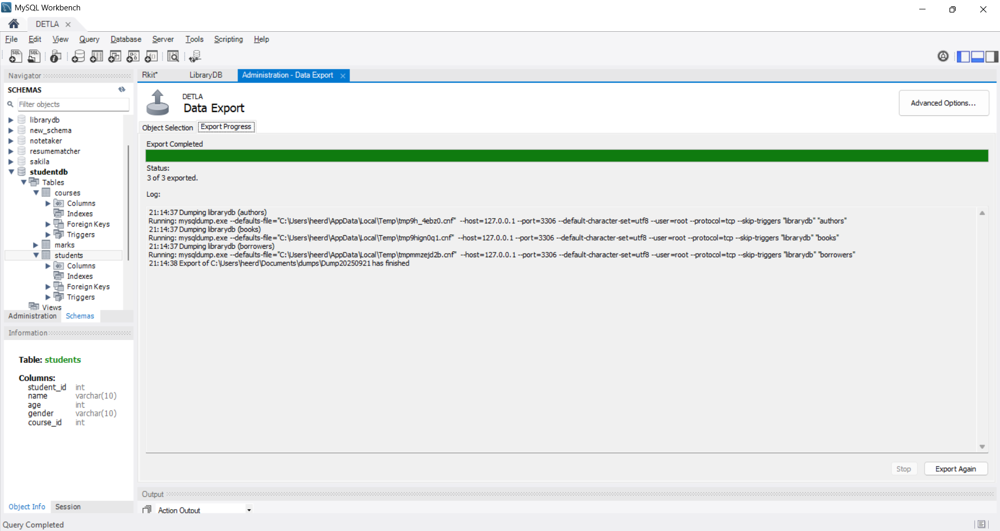 MySQL Workbench
DETLA
File Edit View Query Database Server Tools Scripting Help
Navigator
SCHEMAS
Filter objects
librarydb
new_schema
notetaker
resumematcher
sakila
studentdb
Tables
courses
Columns
Indexes
Foreign Keys
Triggers
marks
students
Columns
Indexes
Foreign Keys
Triggers
Views
Administration Schemas
Information
Table: students
Columns:
student_id int
name varchar(10)
age int
gender varchar(10)
course_id int
Object Info Session
Rkit* LibraryDB Administration - Data Export
DETLA
Data Export
Advanced Options...
Object Selection Export Progress
Export Completed
Status:
3 of 3 exported.
Log:
21:14:37 Dumping librarydb (authors)
Running: mysqldump.exe --defaults-file="C:\Users\heerd\AppData\Local\Temp\tmp9h_4ebz0.cnf" --host=127.0.0.1 --port=3306 --default-character-set=utf8 --user=root --protocol=tcp --skip-triggers "librarydb" "authors"
21:14:37 Dumping librarydb (books)
Running: mysqldump.exe --defaults-file="C:\Users\heerd\AppData\Local\Temp\tmp9hign0q1.cnf" --host=127.0.0.1 --port=3306 --default-character-set=utf8 --user=root --protocol=tcp --skip-triggers "librarydb" "books"
21:14:37 Dumping librarydb (borrowers)
Running: mysqldump.exe --defaults-file="C:\Users\heerd\AppData\Local\Temp\tmpmmzejd2b.cnf" --host=127.0.0.1 --port=3306 --default-character-set=utf8 --user=root --protocol=tcp --skip-triggers "librarydb" "borrowers"
21:14:38 Export of C:\Users\heerd\Documents\dumps\Dump20250921 has finished
Stop Export Again
Output
Action Output
Query Completed